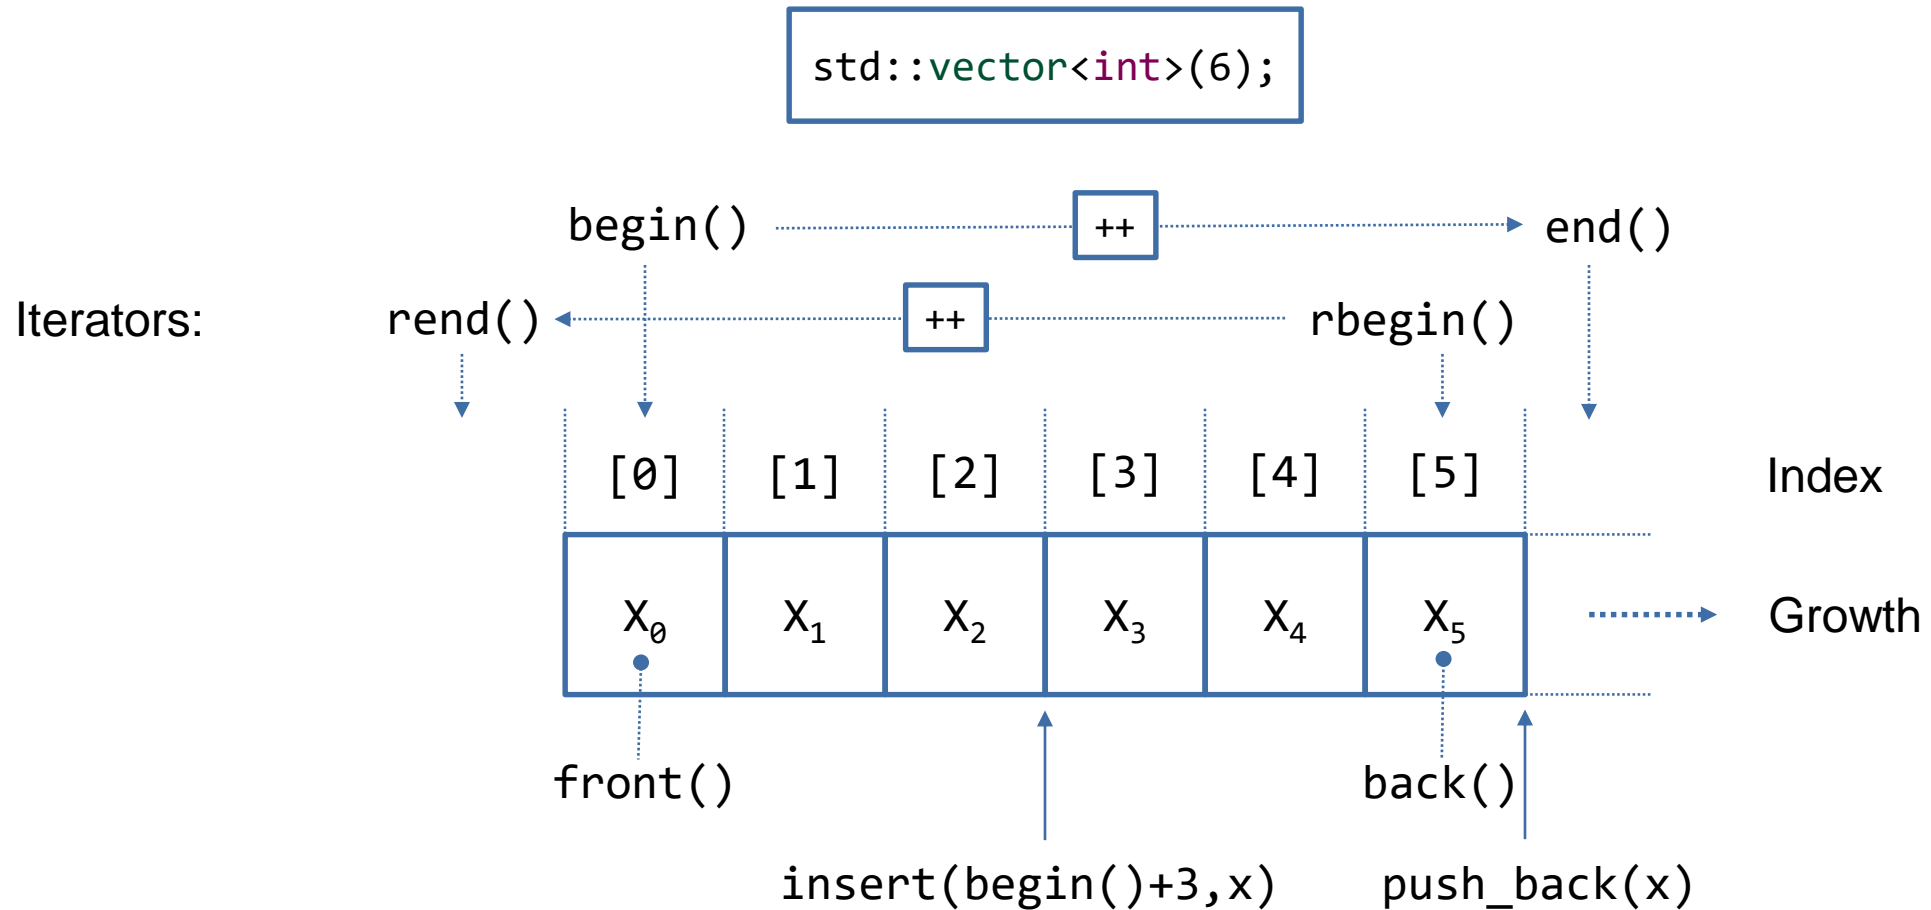 std::vector<int>(6);
begin() ++ end()
Iterators: rend() ++ rbegin()
[0] [1] [2] [3] [4] [5] Index
X0 X1 X2 X3 X4 X5 Growth
front() back()
insert(begin()+3,x) push_back(x)